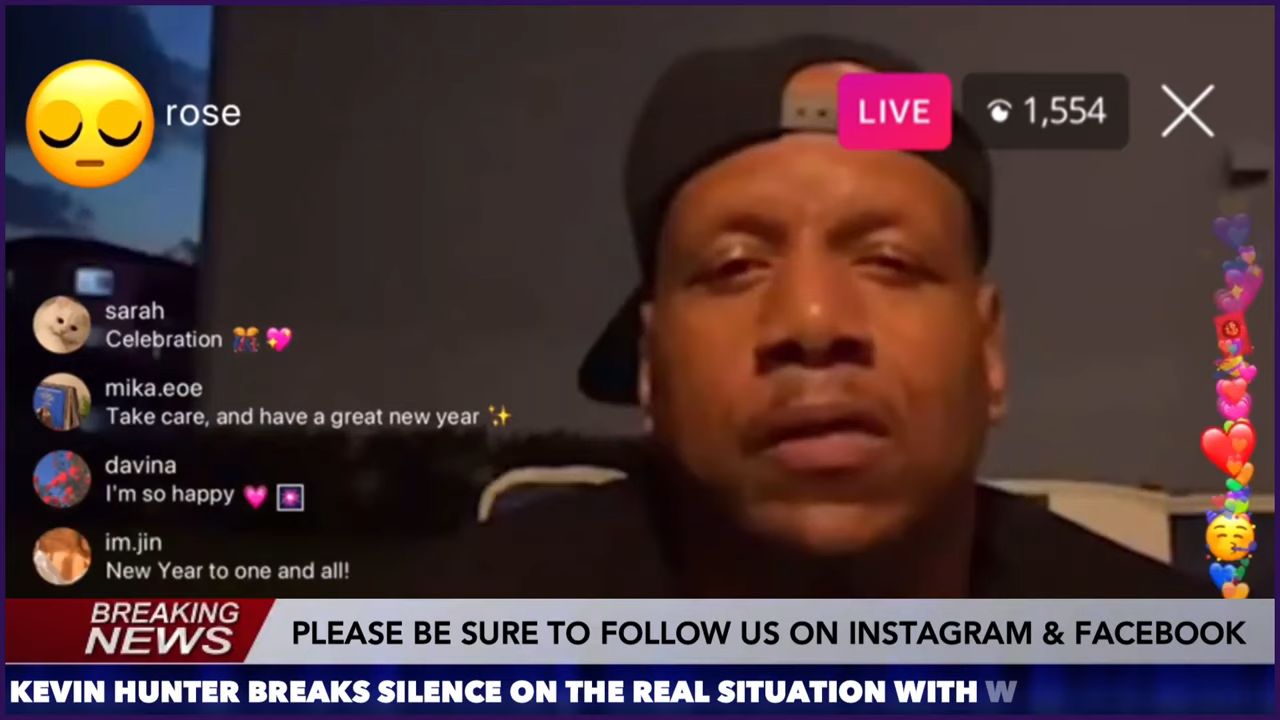 rose
LIVE
1,554
sarah
Celebration 🎊 💖
mika.eoe
Take care, and have a great new year ✨
davina
I'm so happy 💗 🎆
im.jin
New Year to one and all!
BREAKING
NEWS
PLEASE BE SURE TO FOLLOW US ON INSTAGRAM & FACEBOOK
KEVIN HUNTER BREAKS SILENCE ON THE REAL SITUATION WITH W